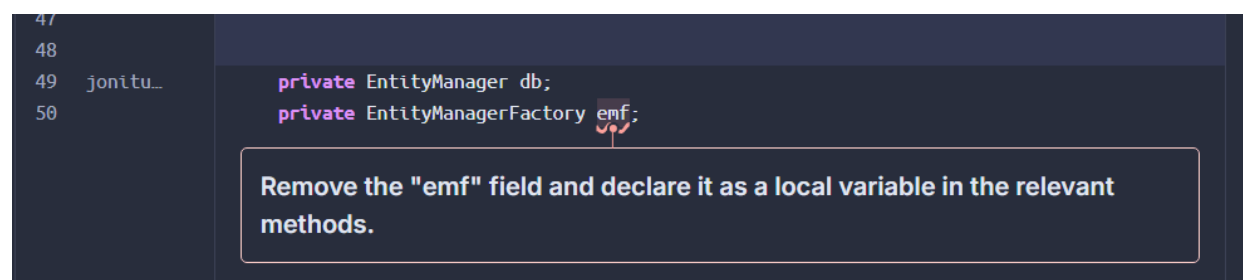 47
48
49 jonitu… private EntityManager db;
50 private EntityManagerFactory emf;
Remove the "emf" field and declare it as a local variable in the relevant
methods.